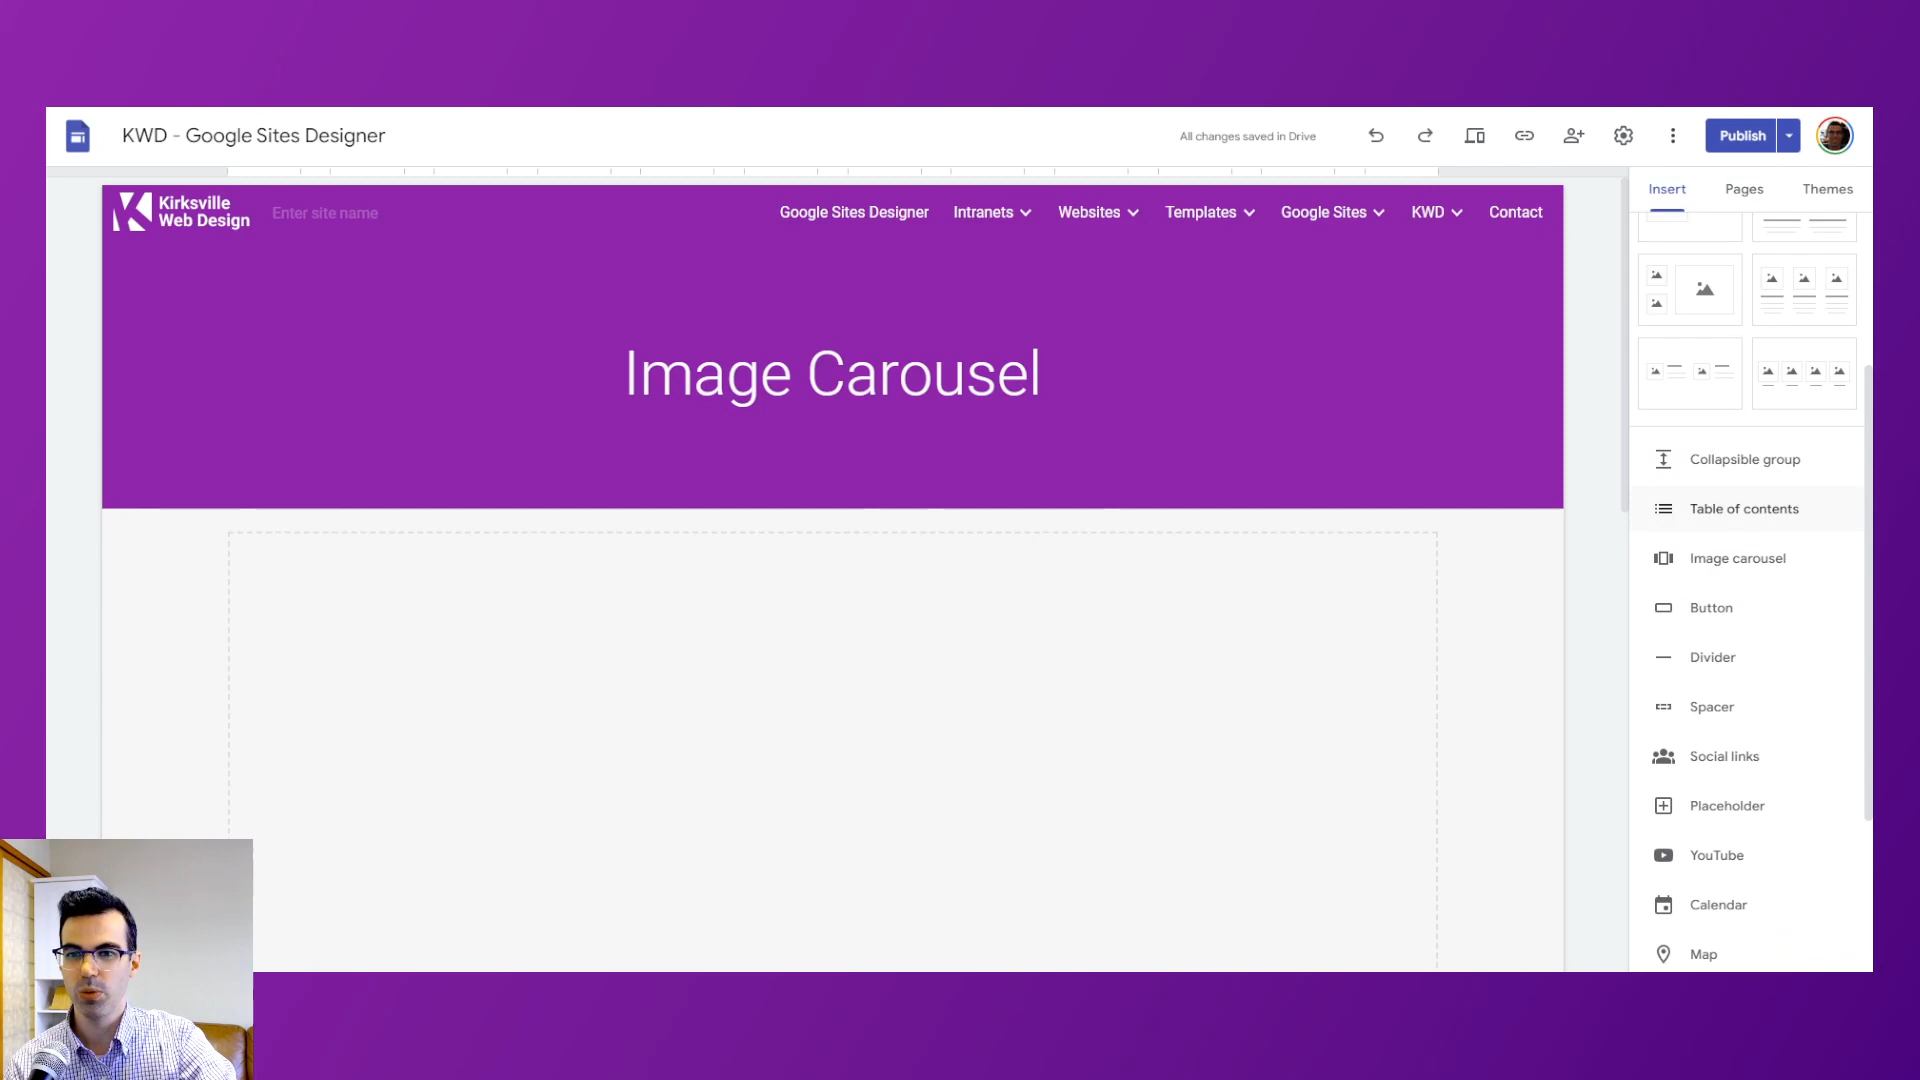 KWD - Google Sites Designer
All changes saved in Drive
Publish
Insert
Pages
Themes
Kirksville
Web Design
Enter site name
Google Sites Designer
Intranets
Websites
Templates
Google Sites
KWD
Contact
Image Carousel
Collapsible group
Table of contents
Image carousel
Button
Divider
Spacer
Social links
Placeholder
YouTube
Calendar
Map